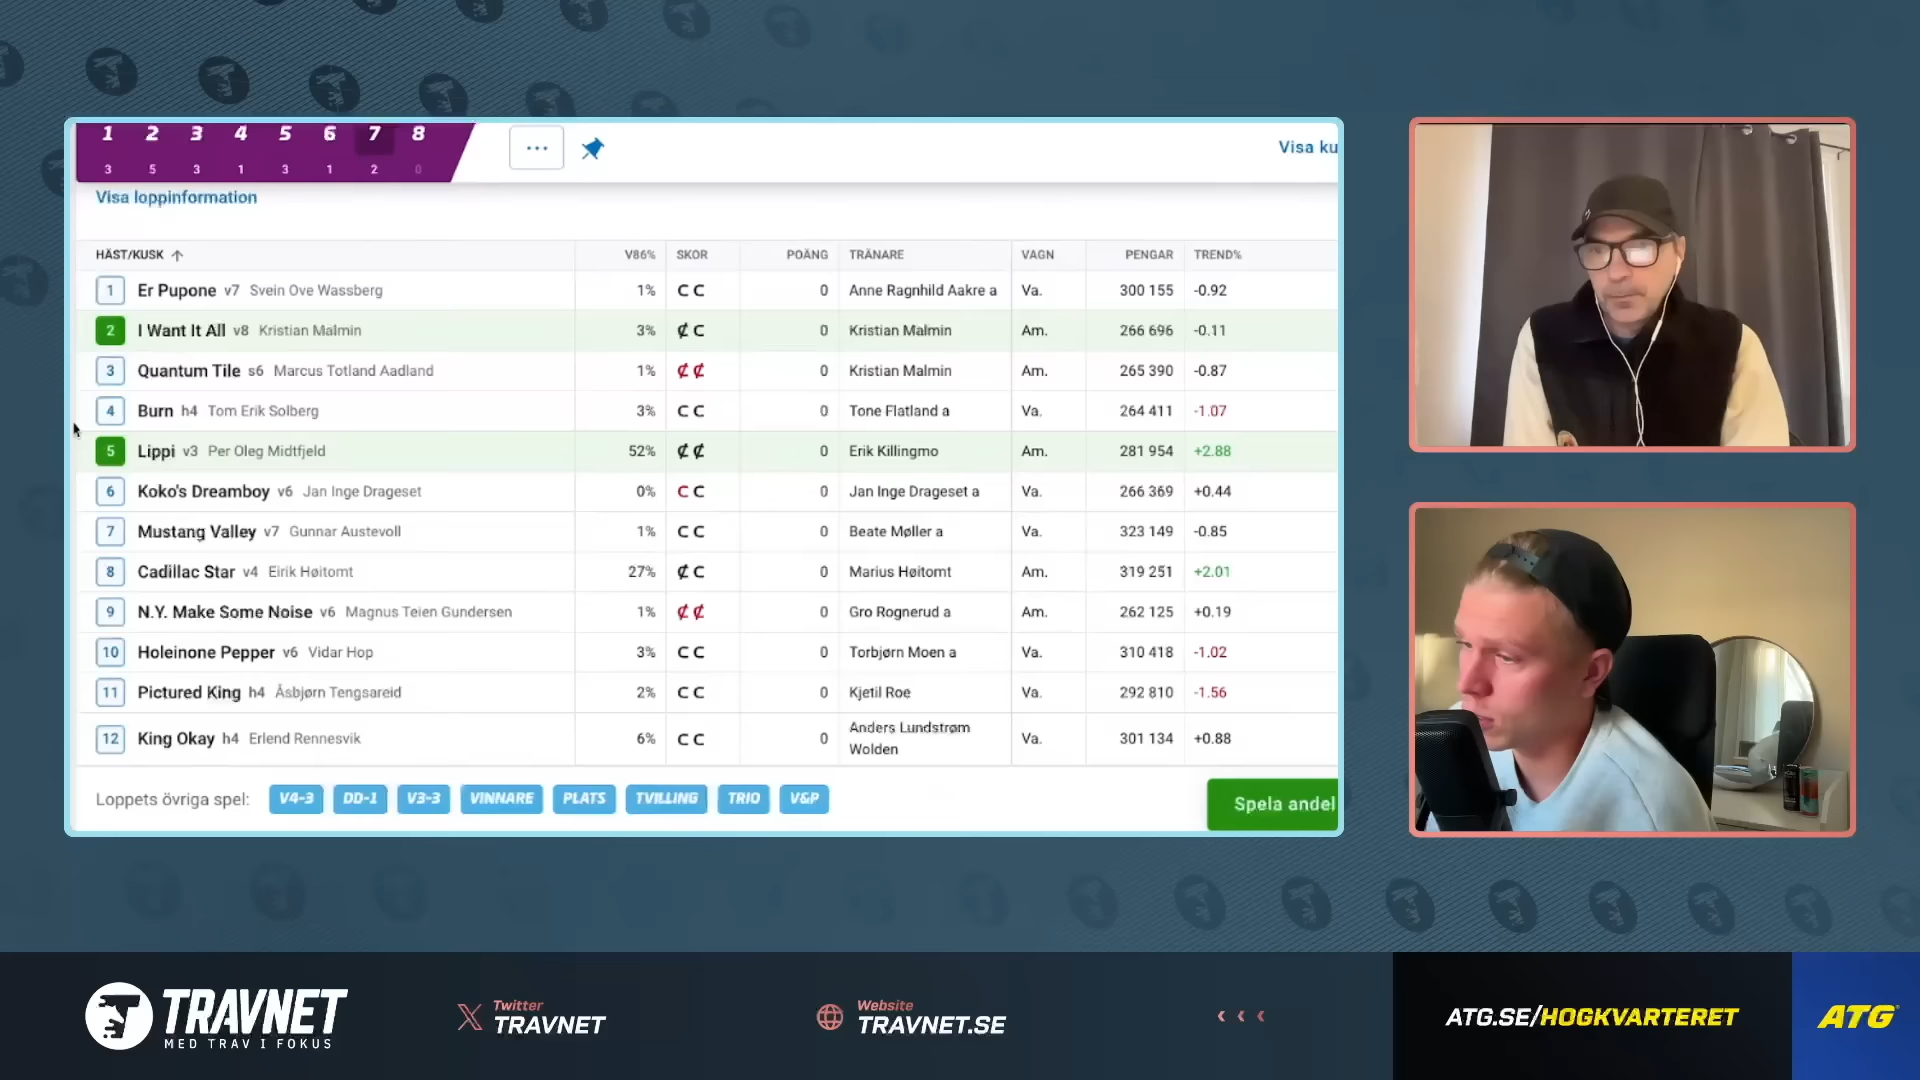 1 2 3 4 5 6 7 8
3 5 3 1 3 1 2 0
...
Visa ku
Visa loppinformation
HÄST/KUSK V86% SKOR POÄNG TRÄNARE VAGN PENGAR TREND%
1 Er Pupone v7 Svein Ove Wassberg 1% C C 0 Anne Ragnhild Aakre a Va. 300 155 -0.92
2 I Want It All v8 Kristian Malmin 3% ₡ C 0 Kristian Malmin Am. 266 696 -0.11
3 Quantum Tile s6 Marcus Totland Aadland 1% ₡ ₡ 0 Kristian Malmin Am. 265 390 -0.87
4 Burn h4 Tom Erik Solberg 3% C C 0 Tone Flatland a Va. 264 411 -1.07
5 Lippi v3 Per Oleg Midtfjeld 52% ₡ ₡ 0 Erik Killingmo Am. 281 954 +2.88
6 Koko's Dreamboy v6 Jan Inge Drageset 0% C C 0 Jan Inge Drageset a Va. 266 369 +0.44
7 Mustang Valley v7 Gunnar Austevoll 1% C C 0 Beate Møller a Va. 323 149 -0.85
8 Cadillac Star v4 Eirik Høitomt 27% ₡ C 0 Marius Høitomt Am. 319 251 +2.01
9 N.Y. Make Some Noise v6 Magnus Teien Gundersen 1% ₡ ₡ 0 Gro Rognerud a Am. 262 125 +0.19
10 Holeinone Pepper v6 Vidar Hop 3% C C 0 Torbjørn Moen a Va. 310 418 -1.02
11 Pictured King h4 Åsbjørn Tengsareid 2% C C 0 Kjetil Roe Va. 292 810 -1.56
12 King Okay h4 Erlend Rennesvik 6% C C 0 Anders Lundstrøm Wolden Va. 301 134 +0.88
Loppets övriga spel: V4-3 DD-1 V3-3 VINNARE PLATS TVILLING TRIO V&P
Spela andel
TRAVNET
MED TRAV I FOKUS
Twitter
TRAVNET
Website
TRAVNET.SE
ATG.SE/HOGKVARTERET
ATG